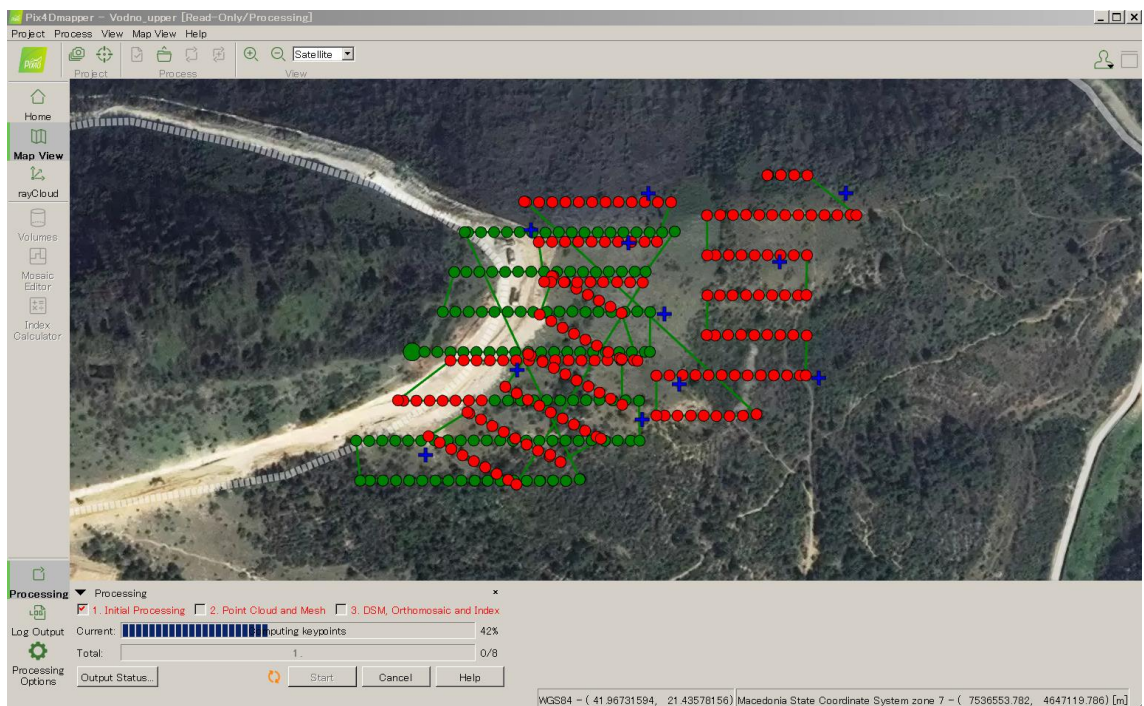 Pix4Dmapper - Vodno_upper [Read-Only/Processing]
Project Process View Map View Help
Satellite
Project Process View
Home
Map View
rayCloud
Volumes
Mosaic
Editor
Index
Calculator
Processing
Log Output
Processing
Options
Processing
1. Initial Processing 2. Point Cloud and Mesh 3. DSM, Orthomosaic and Index
Current: Computing keypoints 42%
Total: 1. 0/8
Output Status... Start Cancel Help
WGS84 - ( 41.96731594, 21.43578156) Macedonia State Coordinate System zone 7 - ( 7536553.782, 4647119.786) [m]